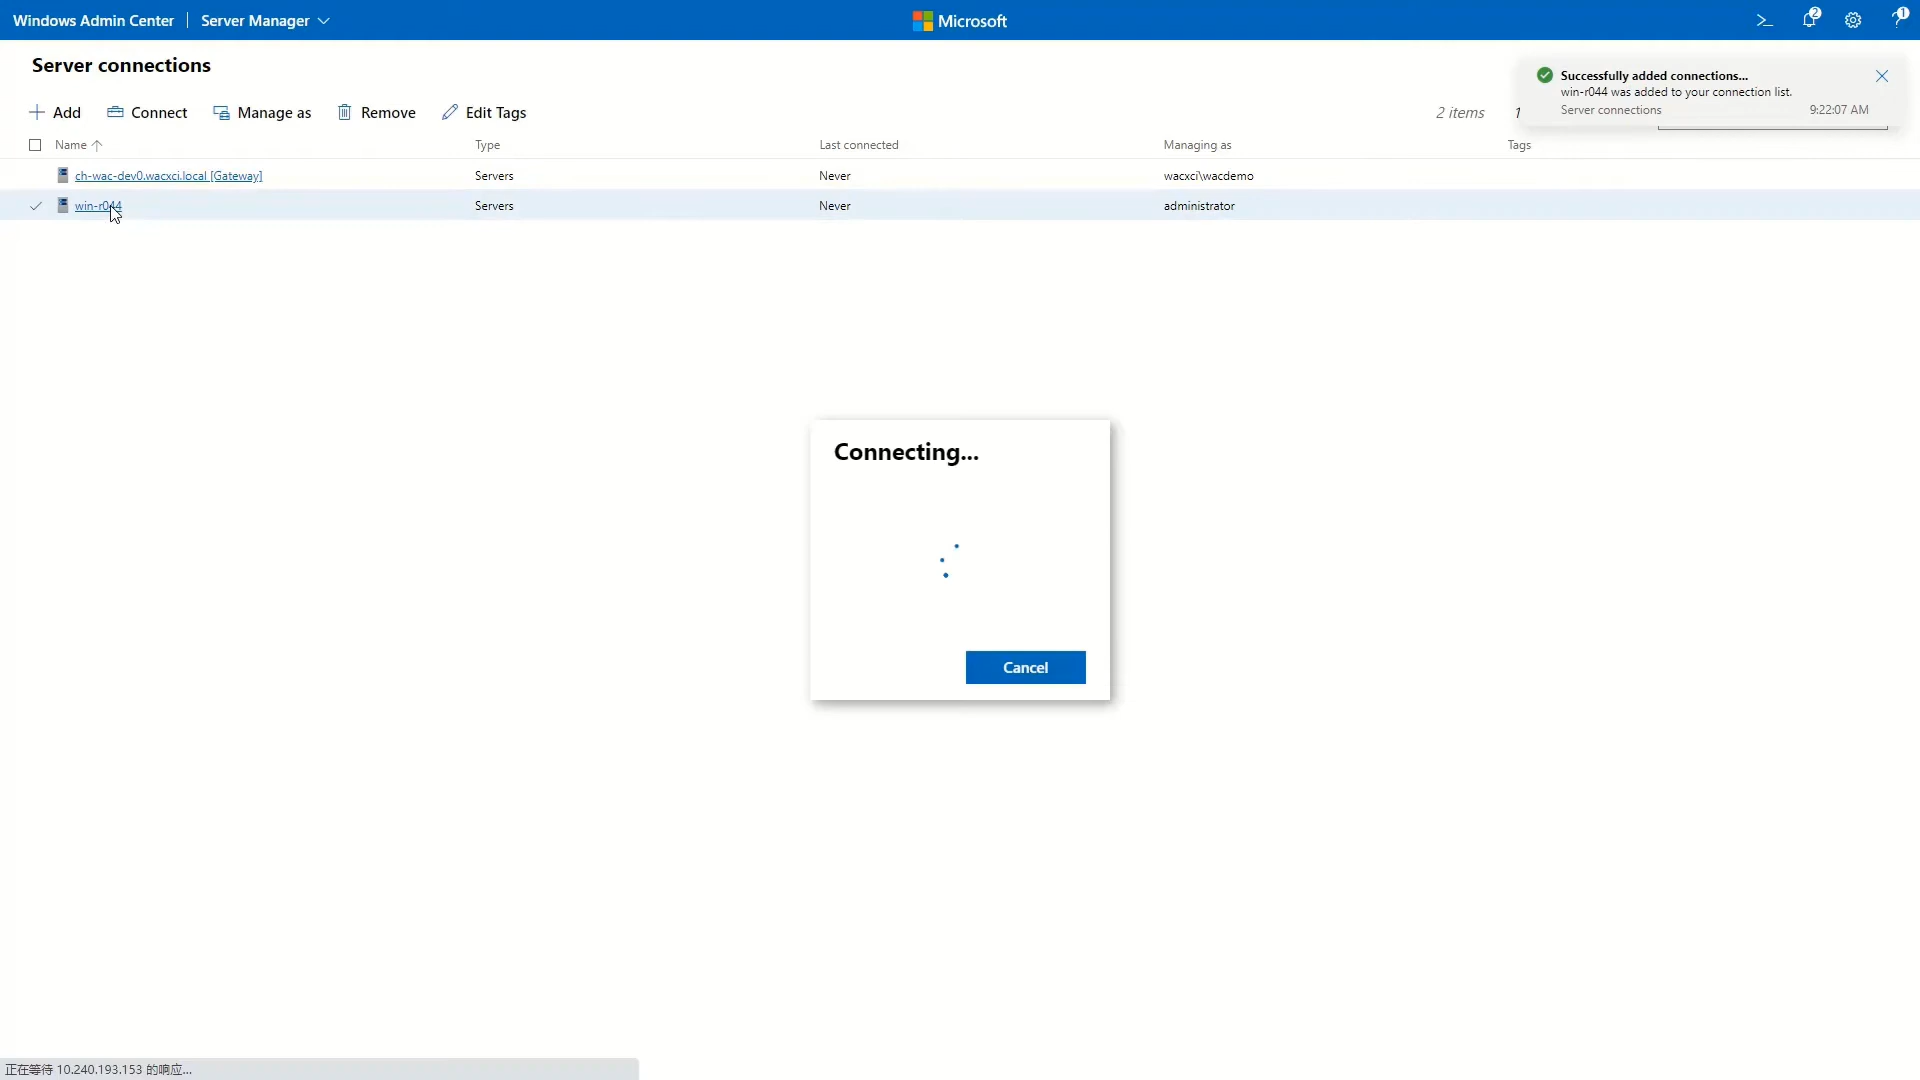 Windows Admin Center | Server Manager
Microsoft
2
1
Server connections
Successfully added connections...
win-r044 was added to your connection list.
Server connections 9:22:07 AM
Add Connect Manage as Remove Edit Tags 2 items 1
Name Type Last connected Managing as Tags
ch-wac-dev0.wacxci.local [Gateway] Servers Never wacxci\wacdemo
win-r044 Servers Never administrator
Connecting...
Cancel
正在等待 10.240.193.153 的响应...